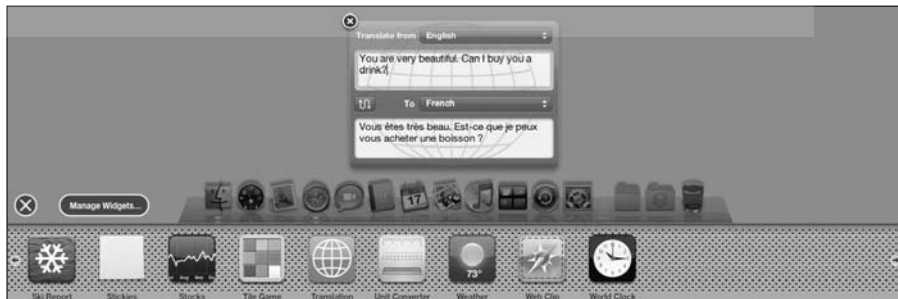 Translate from English
You are very beautiful. Can I buy you a
drink?
To French
Vous êtes très beau. Est-ce que je peux
vous acheter une boisson ?
17
Manage Widgets...
73°
Ski Report Stickies Stocks Tile Game Translation Unit Converter Weather Web Clip World Clock